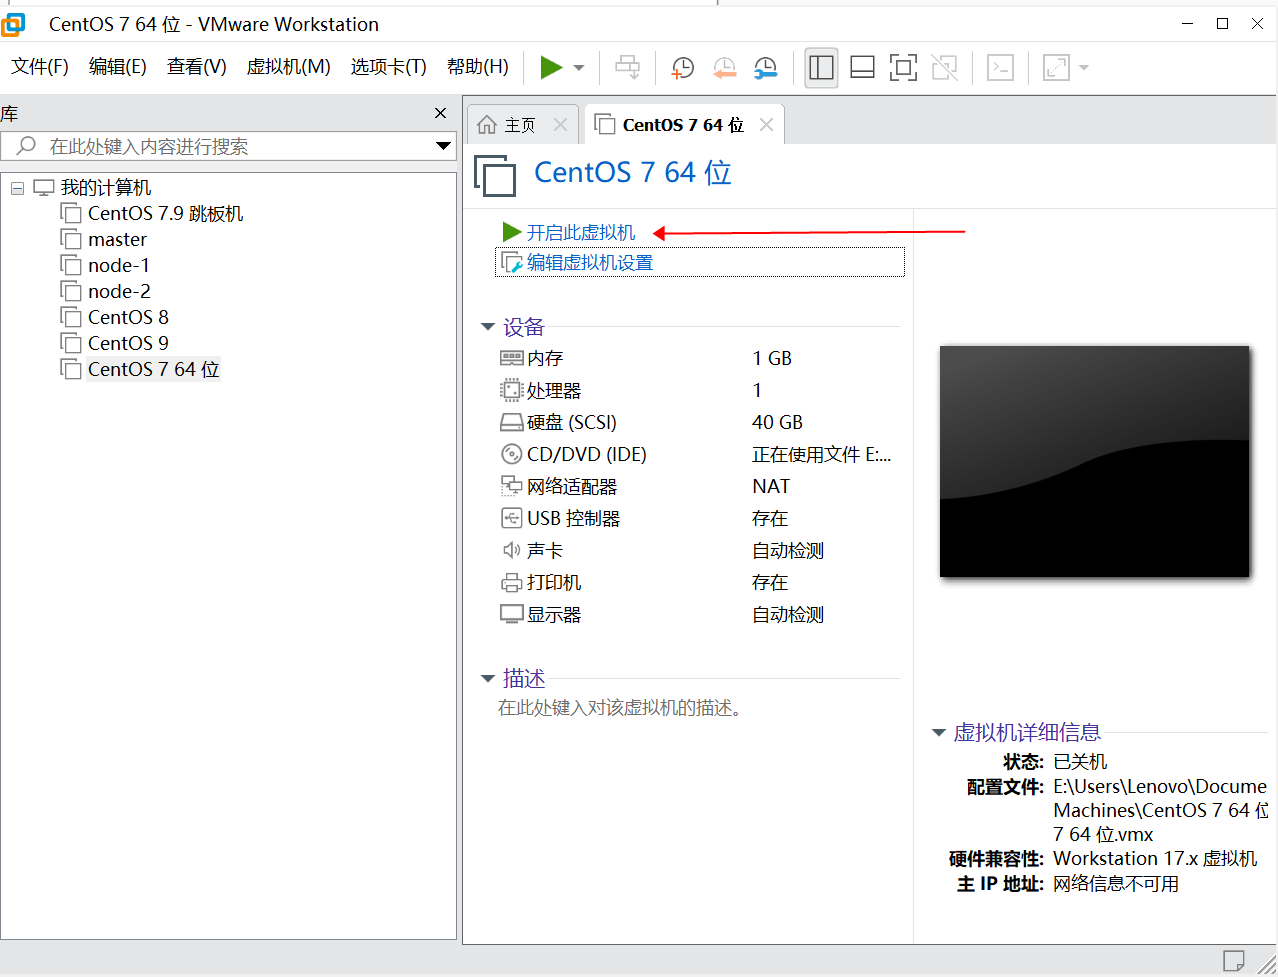 CentOS 7 64 位 - VMware Workstation
文件(F) 编辑(E) 查看(V) 虚拟机(M) 选项卡(T) 帮助(H)
库
在此处键入内容进行搜索
我的计算机
CentOS 7.9 跳板机
master
node-1
node-2
CentOS 8
CentOS 9
CentOS 7 64 位
主页
CentOS 7 64 位
CentOS 7 64 位
开启此虚拟机
编辑虚拟机设置
设备
内存 1 GB
处理器 1
硬盘 (SCSI) 40 GB
CD/DVD (IDE) 正在使用文件 E:...
网络适配器 NAT
USB 控制器 存在
声卡 自动检测
打印机 存在
显示器 自动检测
描述
在此处键入对该虚拟机的描述。
虚拟机详细信息
状态: 已关机
配置文件: E:\Users\Lenovo\Docume
Machines\CentOS 7 64 位
7 64 位.vmx
硬件兼容性: Workstation 17.x 虚拟机
主 IP 地址: 网络信息不可用